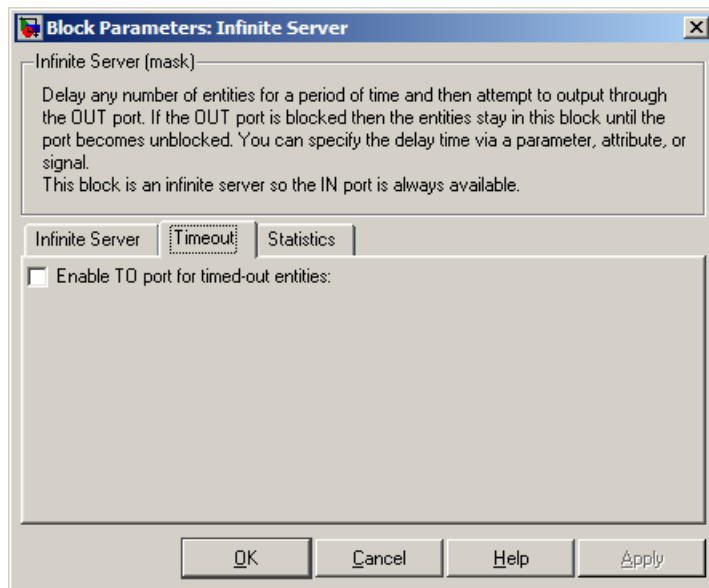 Block Parameters: Infinite Server
Infinite Server (mask)
Delay any number of entities for a period of time and then attempt to output through
the OUT port. If the OUT port is blocked then the entities stay in this block until the
port becomes unblocked. You can specify the delay time via a parameter, attribute, or
signal.
This block is an infinite server so the IN port is always available.
Infinite Server Timeout Statistics
Enable TO port for timed-out entities:
OK Cancel Help Apply